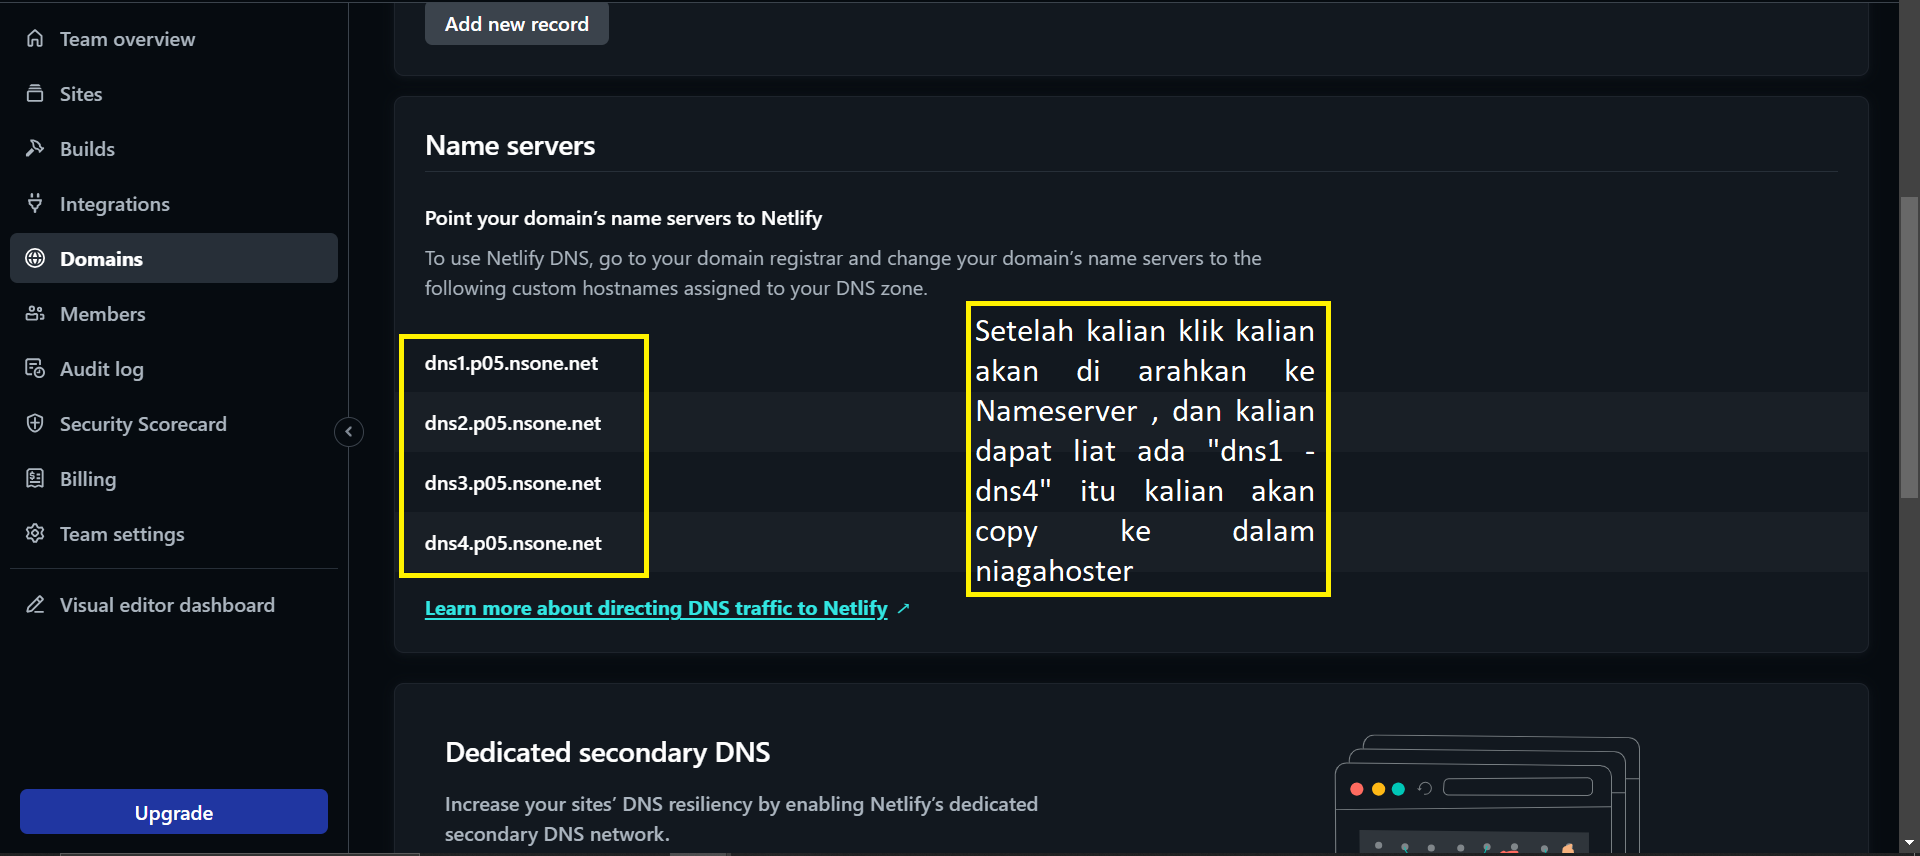 Team overview
Sites
Builds
Integrations
Domains
Members
Audit log
Security Scorecard
Billing
Team settings
Visual editor dashboard
Upgrade
Add new record
Name servers
Point your domain’s name servers to Netlify
To use Netlify DNS, go to your domain registrar and change your domain’s name servers to the
following custom hostnames assigned to your DNS zone.
dns1.p05.nsone.net
dns2.p05.nsone.net
dns3.p05.nsone.net
dns4.p05.nsone.net
Setelah kalian klik kalian
akan di arahkan ke
Nameserver , dan kalian
dapat liat ada "dns1 -
dns4" itu kalian akan
copy ke dalam
niagahoster
Learn more about directing DNS traffic to Netlify
Dedicated secondary DNS
Increase your sites’ DNS resiliency by enabling Netlify’s dedicated
secondary DNS network.